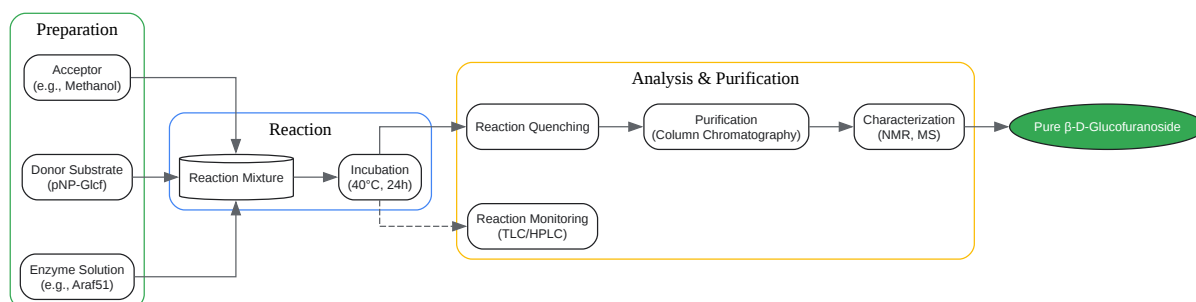 Preparation
Acceptor
(e.g., Methanol)
Donor Substrate
(pNP-Glcf)
Enzyme Solution
(e.g., Araf51)
Reaction
Reaction Mixture
Incubation
(40°C, 24h)
Analysis & Purification
Reaction Quenching
Purification
(Column Chromatography)
Characterization
(NMR, MS)
Reaction Monitoring
(TLC/HPLC)
Pure β-D-Glucofuranoside